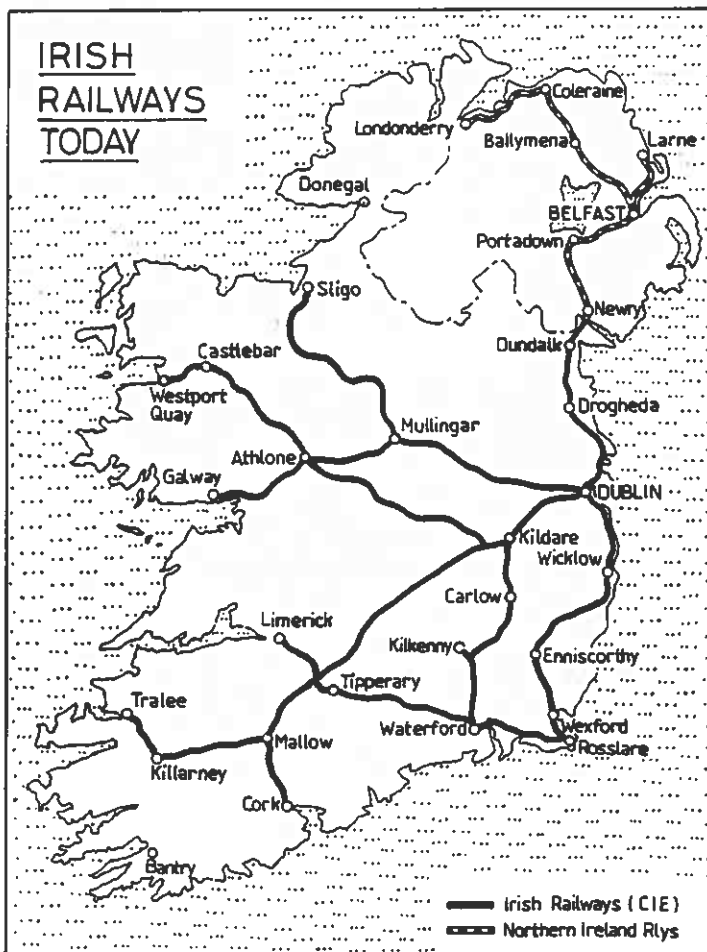 IRISH
RAILWAYS
TODAY
Coleraine
Londonderry
Ballymena
Larne
Donegal
BELFAST
Portadown
Sligo
Newry
Dundalk
Castlebar
Westport
Quay
Drogheda
Mullingar
Athlone
Galway
DUBLIN
Kildare
Wicklow
Carlow
Limerick
Kilkenny
Enniscorthy
Tipperary
Tralee
Waterford
Wexford
Rosslare
Mallow
Killarney
Cork
Bantry
Irish Railways (CIE)
Northern Ireland Rlys